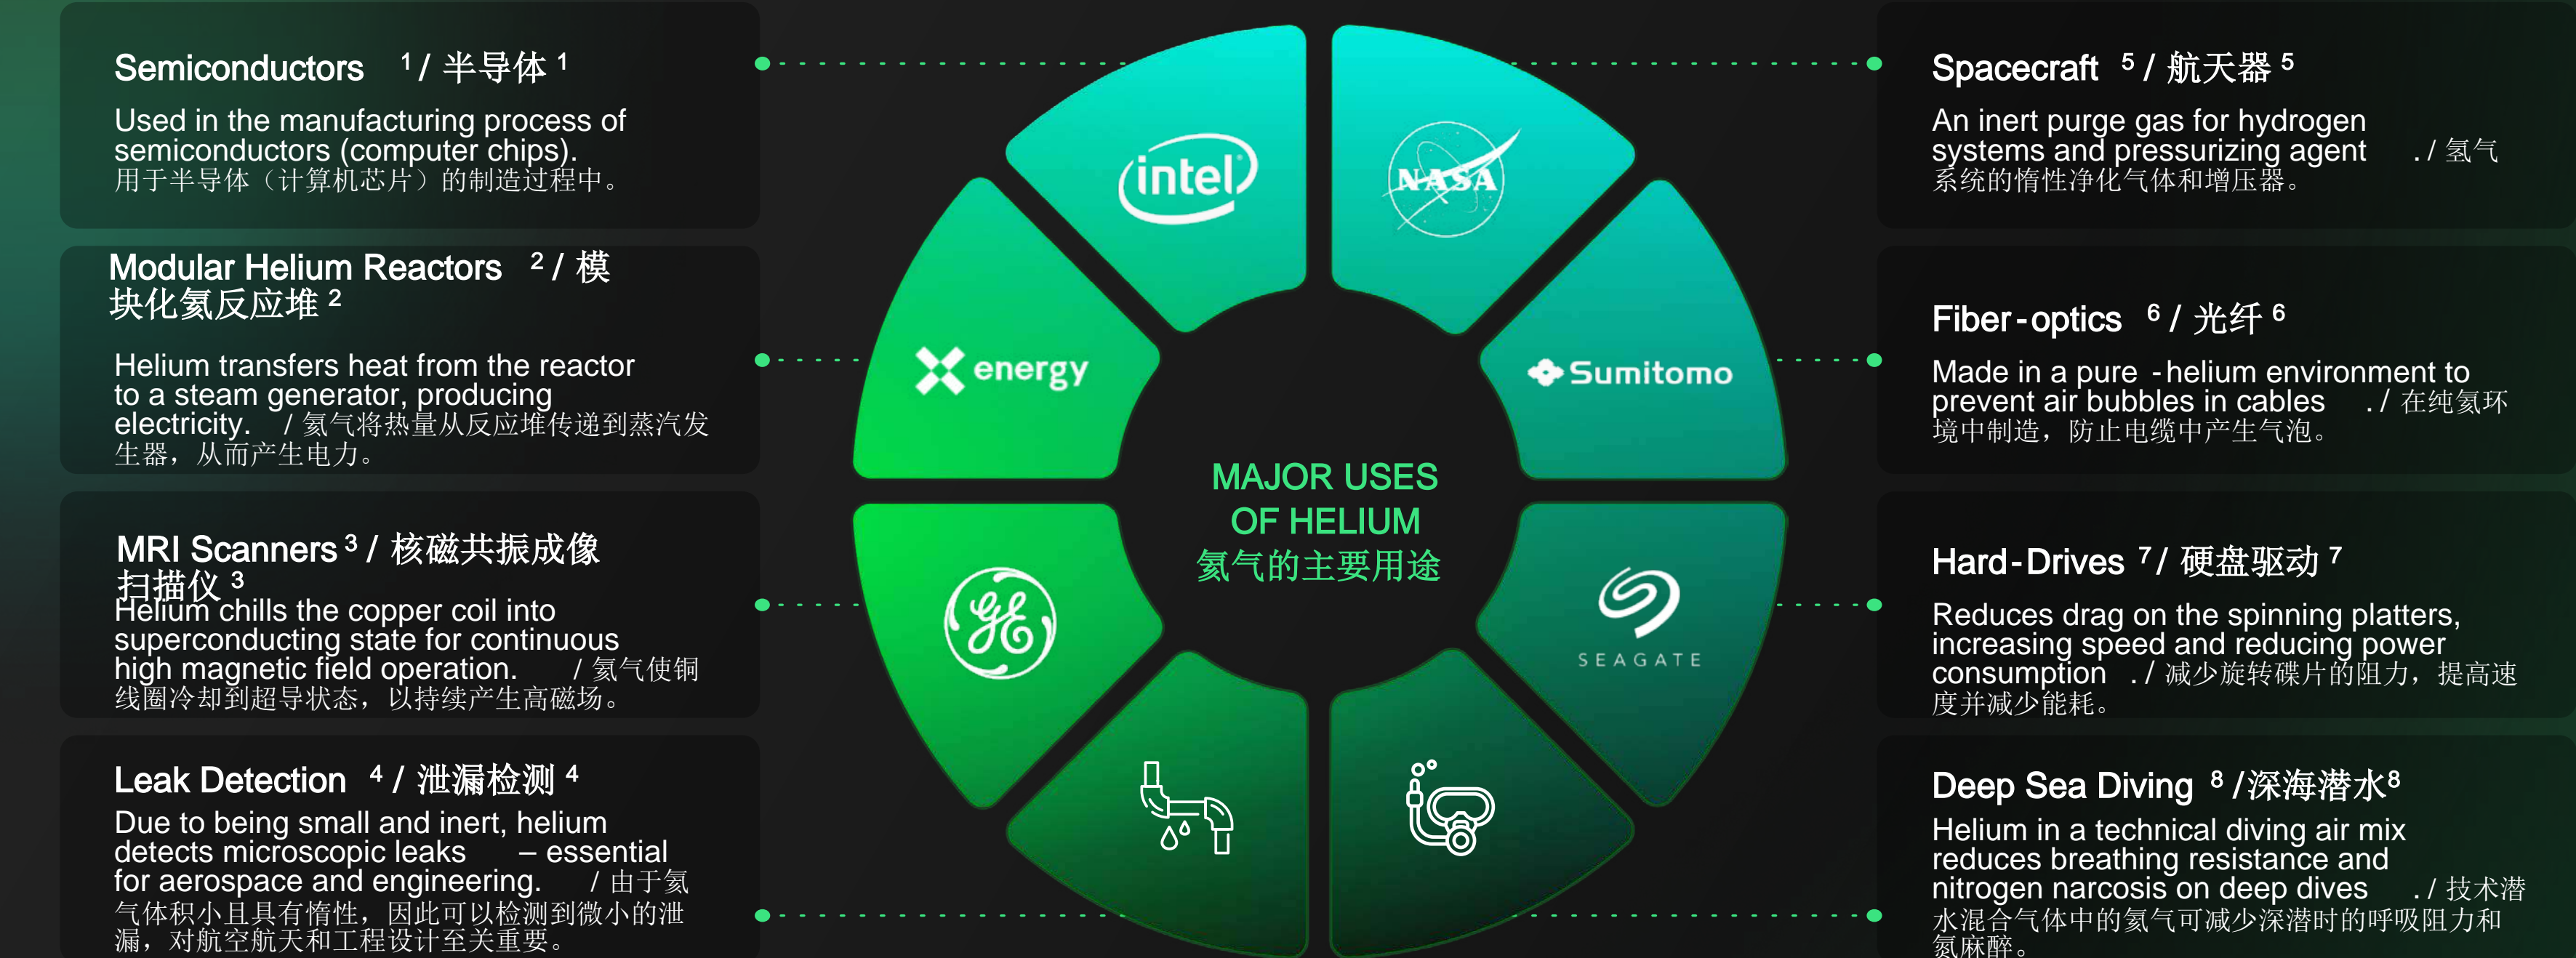 Semiconductors 1 / 半导体 1
Used in the manufacturing process of
semiconductors (computer chips).
用于半导体（计算机芯片）的制造过程中。
Modular Helium Reactors 2 / 模
块化氦反应堆 2
Helium transfers heat from the reactor
to a steam generator, producing
electricity. / 氦气将热量从反应堆传递到蒸汽发
生器，从而产生电力。
MRI Scanners 3 / 核磁共振成像
扫描仪 3
Helium chills the copper coil into
superconducting state for continuous
high magnetic field operation. / 氦气使铜
线圈冷却到超导状态，以持续产生高磁场。
Leak Detection 4 / 泄漏检测 4
Due to being small and inert, helium
detects microscopic leaks – essential
for aerospace and engineering. / 由于氦
气体积小且具有惰性，因此可以检测到微小的泄
漏，对航空航天和工程设计至关重要。
intel
NASA
energy
Sumitomo
MAJOR USES
OF HELIUM
氦气的主要用途
GE
SEAGATE
Spacecraft 5 / 航天器 5
An inert purge gas for hydrogen
systems and pressurizing agent . / 氢气
系统的惰性净化气体和增压器。
Fiber-optics 6 / 光纤 6
Made in a pure -helium environment to
prevent air bubbles in cables . / 在纯氦环
境中制造，防止电缆中产生气泡。
Hard-Drives 7 / 硬盘驱动 7
Reduces drag on the spinning platters,
increasing speed and reducing power
consumption . / 减少旋转碟片的阻力，提高速
度并减少能耗。
Deep Sea Diving 8 /深海潜水8
Helium in a technical diving air mix
reduces breathing resistance and
nitrogen narcosis on deep dives . / 技术潜
水混合气体中的氦气可减少深潜时的呼吸阻力和
氮麻醉。